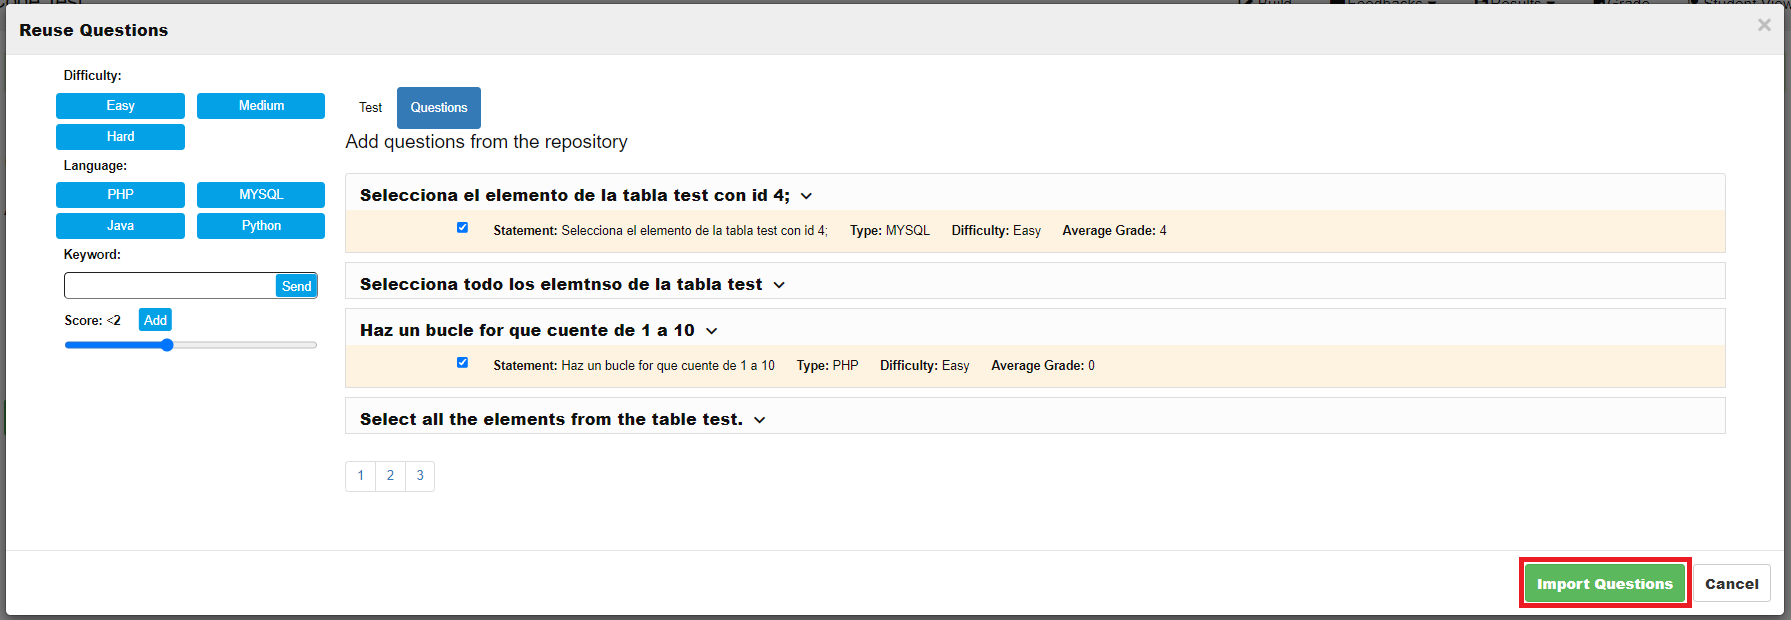 Reuse Questions
×
Difficulty:
Easy
Medium
Hard
Language:
PHP
MYSQL
Java
Python
Keyword:
Send
Score: <2
Add
Test
Questions
Add questions from the repository
Selecciona el elemento de la tabla test con id 4;
Statement: Selecciona el elemento de la tabla test con id 4; Type: MYSQL Difficulty: Easy Average Grade: 4
Selecciona todo los elemtnso de la tabla test
Haz un bucle for que cuente de 1 a 10
Statement: Haz un bucle for que cuente de 1 a 10 Type: PHP Difficulty: Easy Average Grade: 0
Select all the elements from the table test.
1 2 3
Import Questions
Cancel